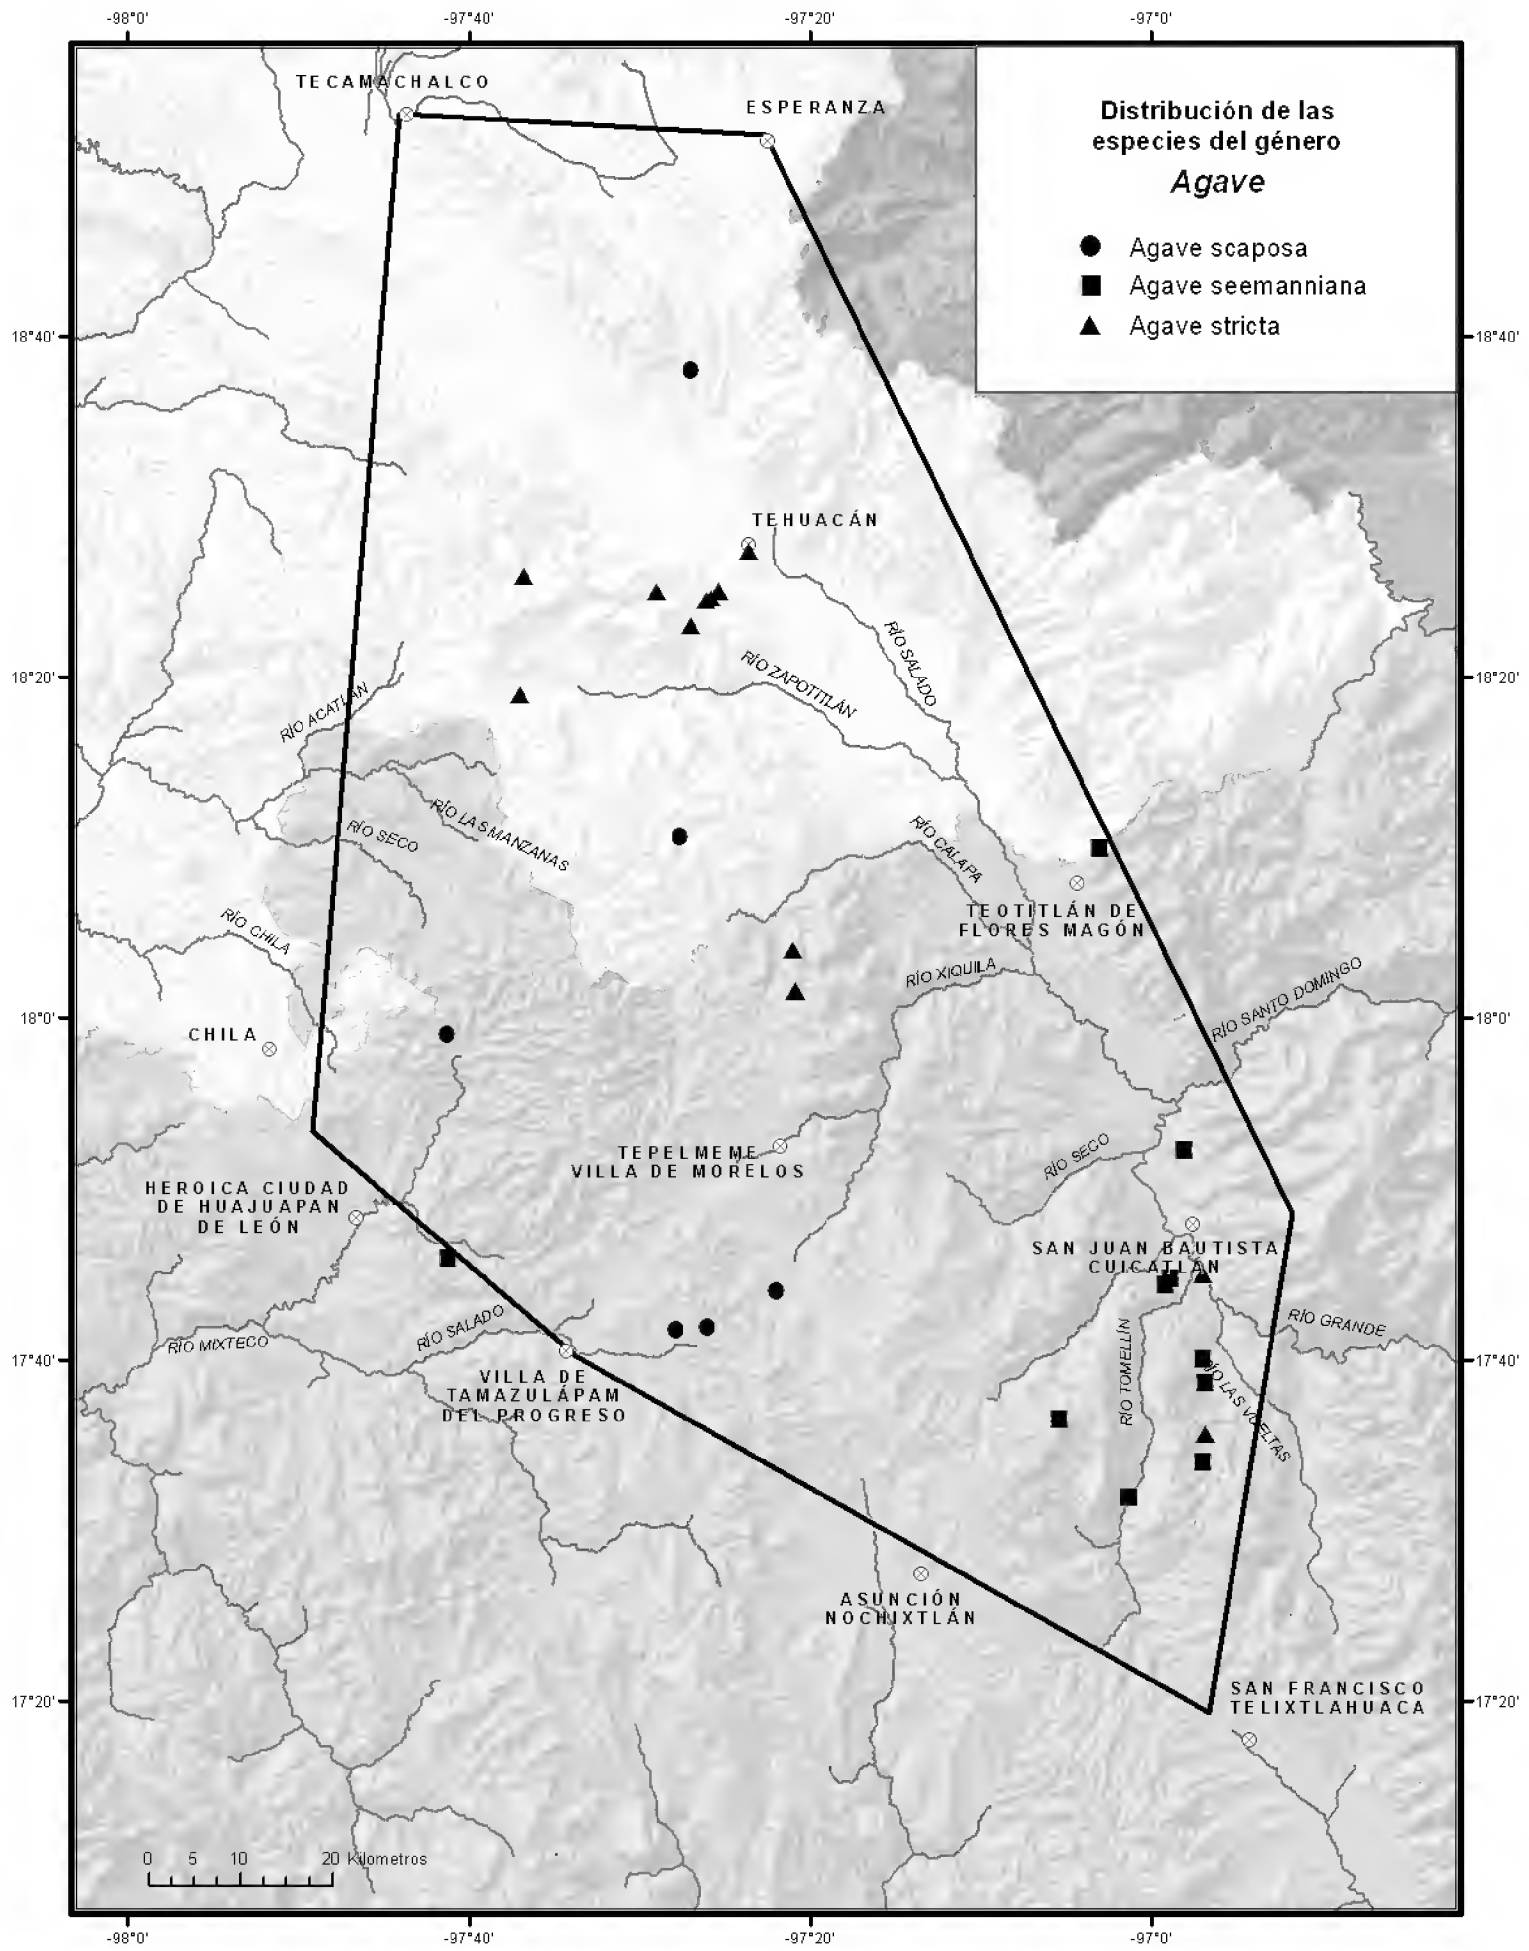 -98°0'
-97°40'
-97°20'
-97°0'
TECAMACHALCO
ESPERANZA
Distribución de las
especies del género
Agave
Agave scaposa
Agave seemanniana
Agave stricta
18°40'
18°40'
TEHUACÁN
RÍO SALADO
RÍO ZAPOTITLÁN
18°20'
18°20'
RÍO ACATLÁN
RÍO LAS MANZANAS
RÍO SECO
RÍO CALAPA
TEOTITLÁN DE
FLORES MAGÓN
RÍO CHILA
RÍO XIQUILA
RÍO SANTO DOMINGO
18°0'
18°0'
CHILA
TEPELMEME
VILLA DE MORELOS
RÍO SECO
HEROICA CIUDAD
DE HUAJUAPAN
DE LEÓN
SAN JUAN BAUTISTA
CUICATLÁN
RÍO GRANDE
RÍO MIXTECO
RÍO SALADO
17°40'
17°40'
VILLA DE
TAMAZULÁPAM
DEL PROGRESO
RÍO TOMELLÍN
RÍO LAS VUELTAS
ASUNCIÓN
NOCHIXTLÁN
17°20'
17°20'
SAN FRANCISCO
TELIXTLAHUACA
0 5 10 20 Kilometros
-98°0'
-97°40'
-97°20'
-97°0'